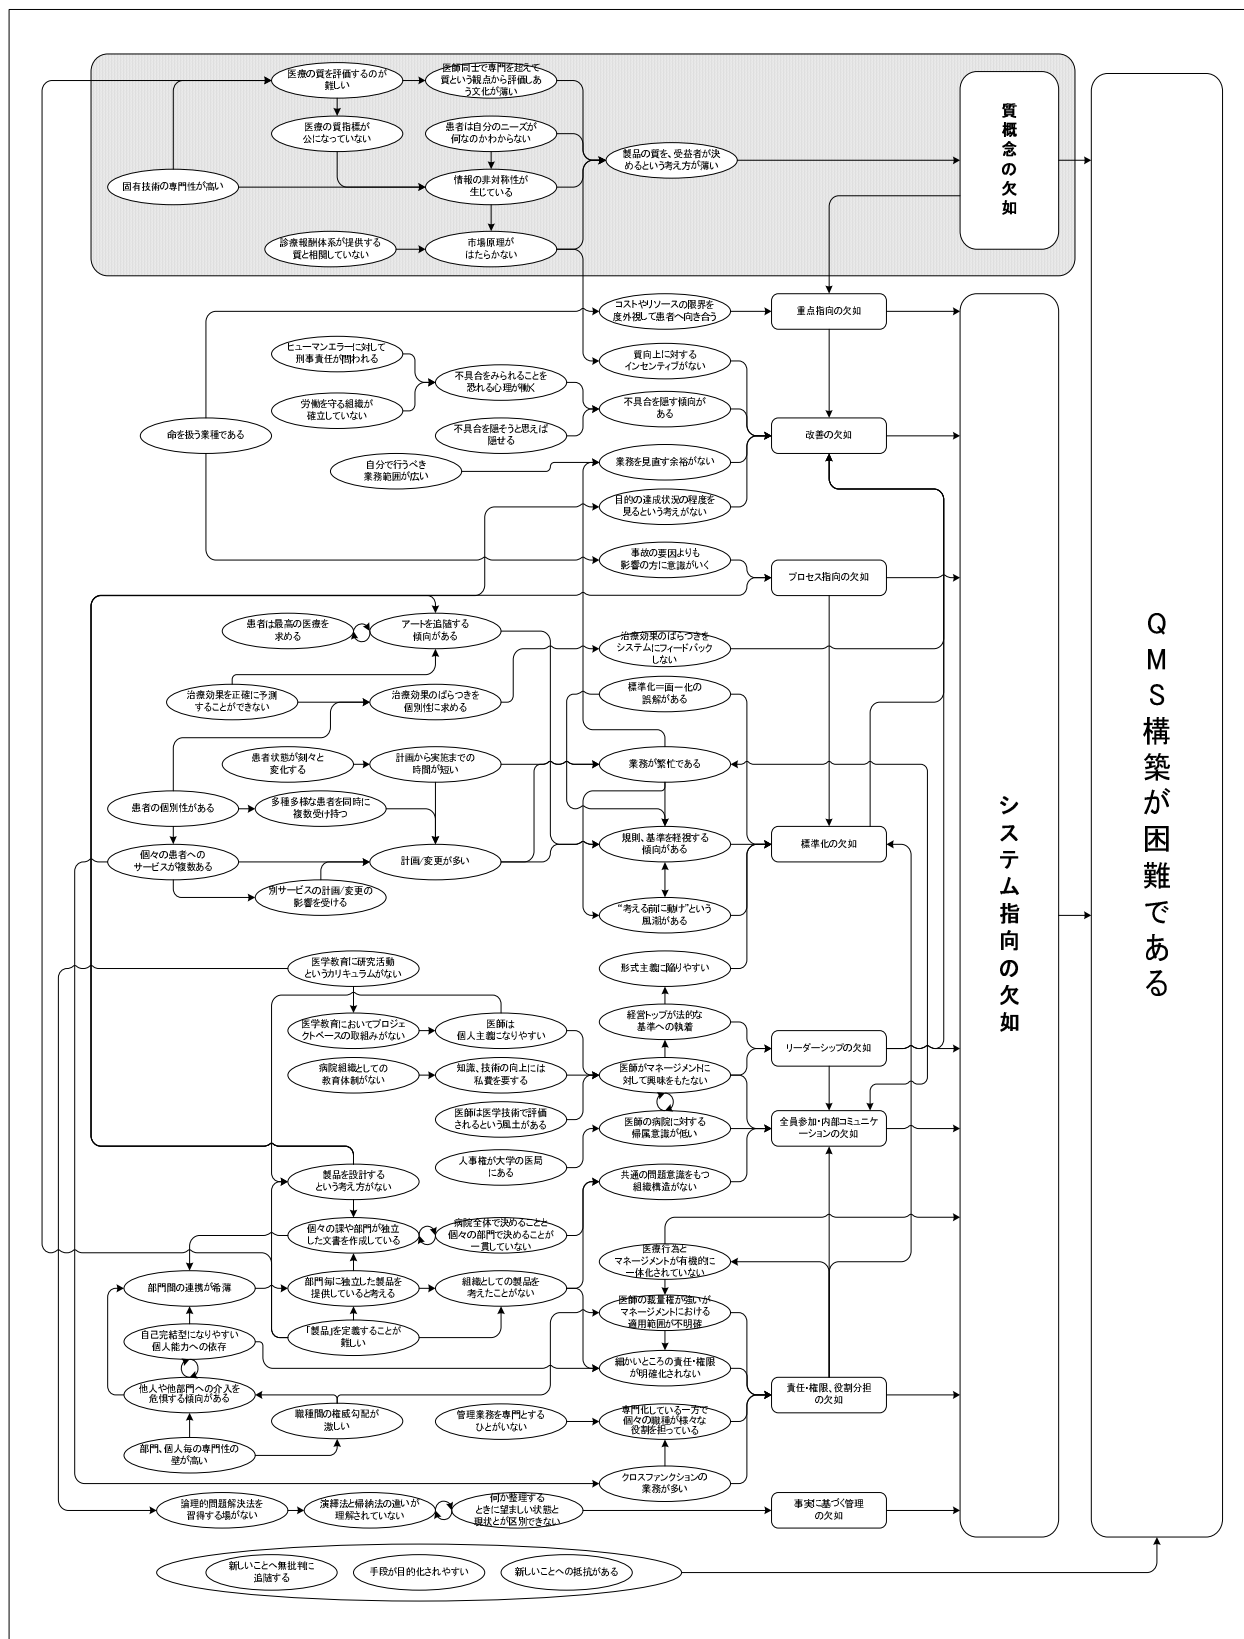 医療の質を評価するのが
難しい
医師同士で専門を超えて
質という観点から評価しあ
う文化が薄い
医療の質指標が
公になっていない
患者は自分のニーズが
何なのかわからない
製品の質を、受益者が決
めるという考え方が薄い
固有技術の専門性が高い
情報の非対称性が
生じている
診療報酬体系が提供する
質と相関していない
市場原理が
はたらかない
質概念の欠如
コストやリソースの限界を
度外視して患者へ向き合う
重点指向の欠如
ヒューマンエラーに対して
刑事責任が問われる
労働を守る組織が
確立していない
不具合をみられることを
恐れる心理が働く
不具合を隠そうと思えば
隠せる
質向上に対する
インセンティブがない
不具合を隠す傾向が
ある
改善の欠如
命を扱う業種である
自分で行うべき
業務範囲が広い
業務を見直す余裕がない
目的の達成状況の程度を
見るという考えがない
事故の要因よりも
影響の方に意識がいく
プロセス指向の欠如
患者は最高の医療を
求める
アートを追随する
傾向がある
治療効果のばらつきを
システムにフィードバック
しない
治療効果を正確に予測
することができない
治療効果のばらつきを
個別性に求める
標準化=画一化の
誤解がある
患者状態が刻々と
変化する
計画から実施までの
時間が短い
業務が繁忙である
患者の個別性がある
多種多様な患者を同時に
複数受け持つ
個々の患者への
サービスが複数ある
計画/変更が多い
規則、基準を軽視する
傾向がある
標準化の欠如
別サービスの計画/変更の
影響を受ける
“考える前に動け”という
風潮がある
医学教育に研究活動
というカリキュラムがない
形式主義に陥りやすい
医学教育においてプロジェ
クトベースの取組みがない
医師は
個人主義になりやすい
経営トップが法的な
基準への執着
リーダーシップの欠如
病院組織としての
教育体制がない
知識、技術の向上には
私費を要する
医師がマネージメントに
対して興味をもたない
医師は医学技術で評価
されるという風土がある
医師の病院に対する
帰属意識が低い
全員参加・内部コミュニケ
ーションの欠如
人事権が大学の医局
にある
製品を設計する
という考え方がない
共通の問題意識をもつ
組織構造がない
個々の課や部門が独立
した文書を作成している
病院全体で決めることと
個々の部門で決めることが
一貫していない
医療行為と
マネージメントが有機的に
一体化されていない
部門間の連携が希薄
部門毎に独立した製品を
提供していると考える
組織としての製品を
考えたことがない
医師の裁量権が強いが
マネージメントにおける
適用範囲が不明確
自己完結型になりやすい
個人能力への依存
「製品」を定義することが
難しい
細かいところの責任・権限
が明確化されない
他人や他部門への介入を
危惧する傾向がある
職種間の権威勾配が
激しい
管理業務を専門とする
ひとがいない
専門化している一方で
個々の職種が様々な
役割を担っている
責任・権限、役割分担
の欠如
部門、個人毎の専門性の
壁が高い
クロスファンクションの
業務が多い
論理的問題解決法を
習得する場がない
演繹法と帰納法の違いが
理解されていない
何か整理する
ときに望ましい状態と
現状とが区別できない
事実に基づく管理
の欠如
新しいことへ無批判に
追随する
手段が目的化されやすい
新しいことへの抵抗がある
システム指向の欠如
QMS構築が困難である